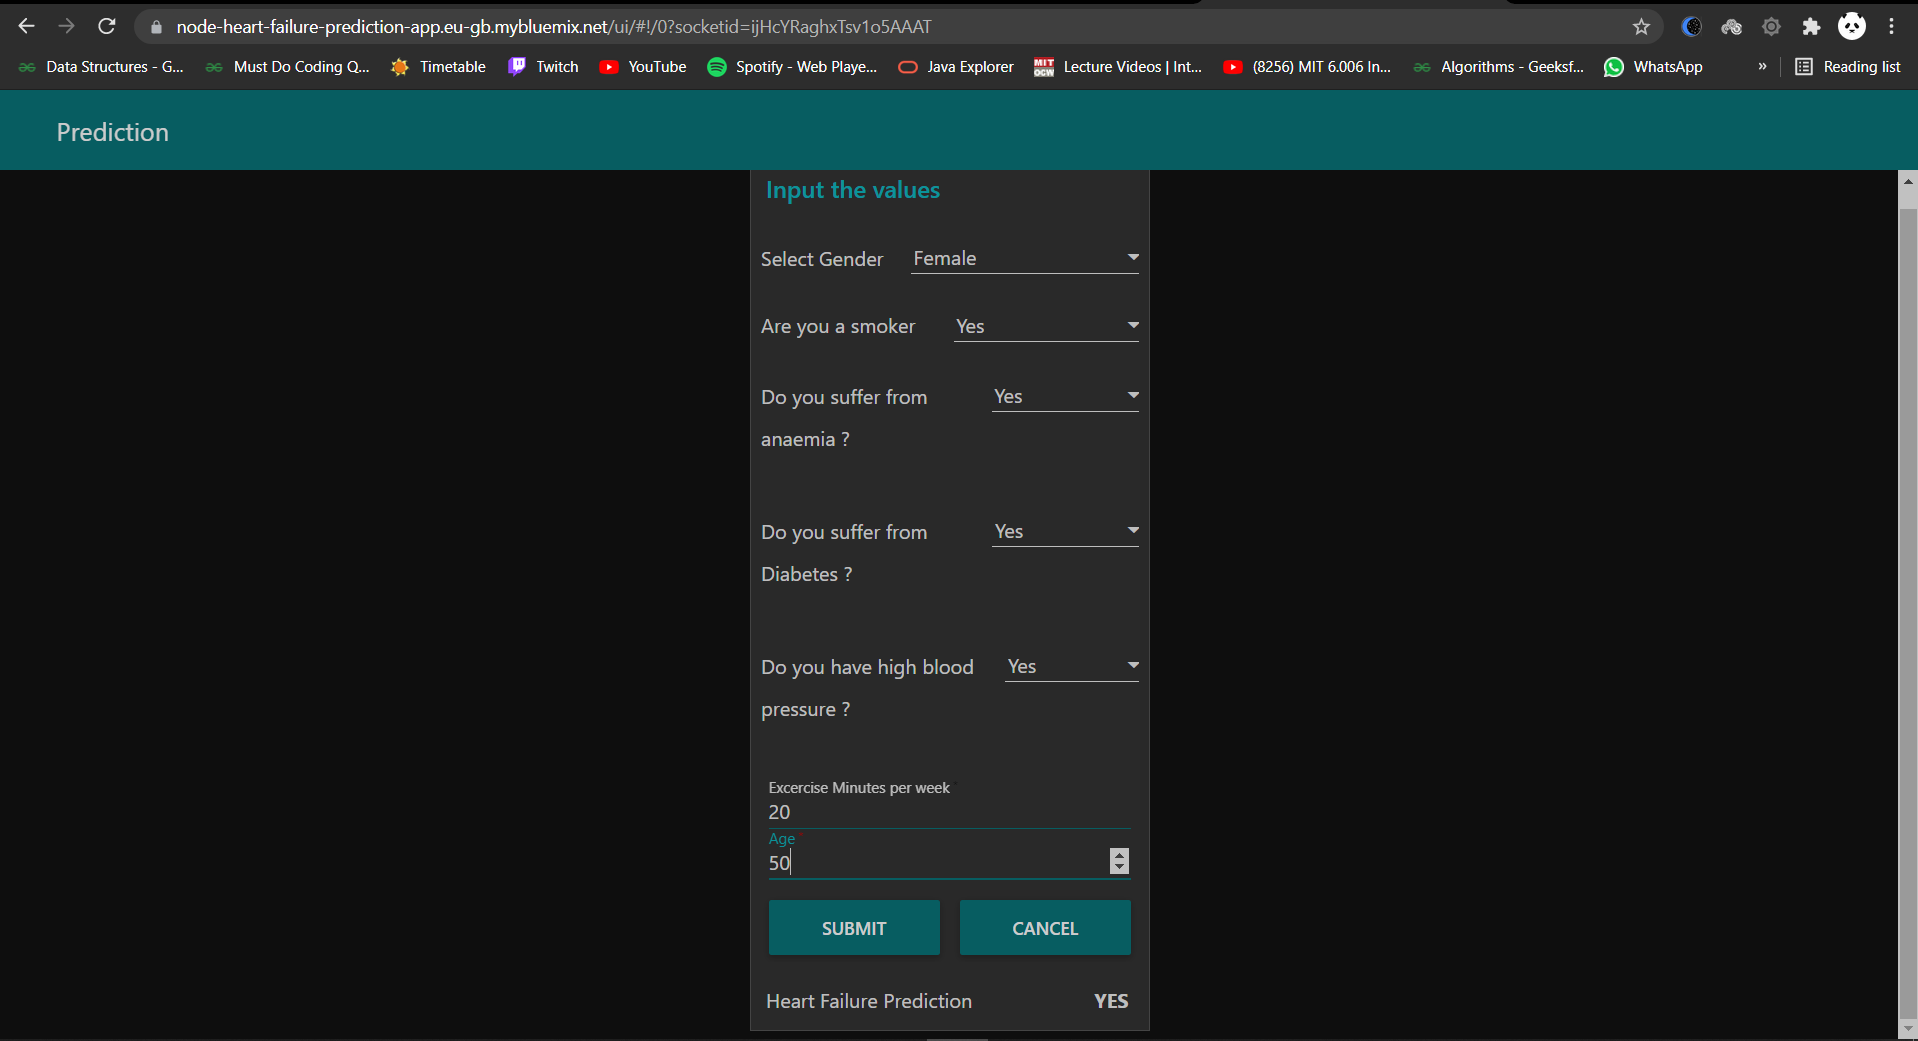 node-heart-failure-prediction-app.eu-gb.mybluemix.net/ui/#!/0?socketid=ijHcYRaghxTsv1o5AAAT
Data Structures - G... Must Do Coding Q... Timetable Twitch YouTube Spotify - Web Playe... Java Explorer MIT OCW Lecture Videos | Int... (8256) MIT 6.006 In... Algorithms - Geeksf... WhatsApp » Reading list
Prediction
Input the values
Select Gender Female
Are you a smoker Yes
Do you suffer from Yes
anaemia ?
Do you suffer from Yes
Diabetes ?
Do you have high blood Yes
pressure ?
Excercise Minutes per week *
20
Age *
50
SUBMIT CANCEL
Heart Failure Prediction YES